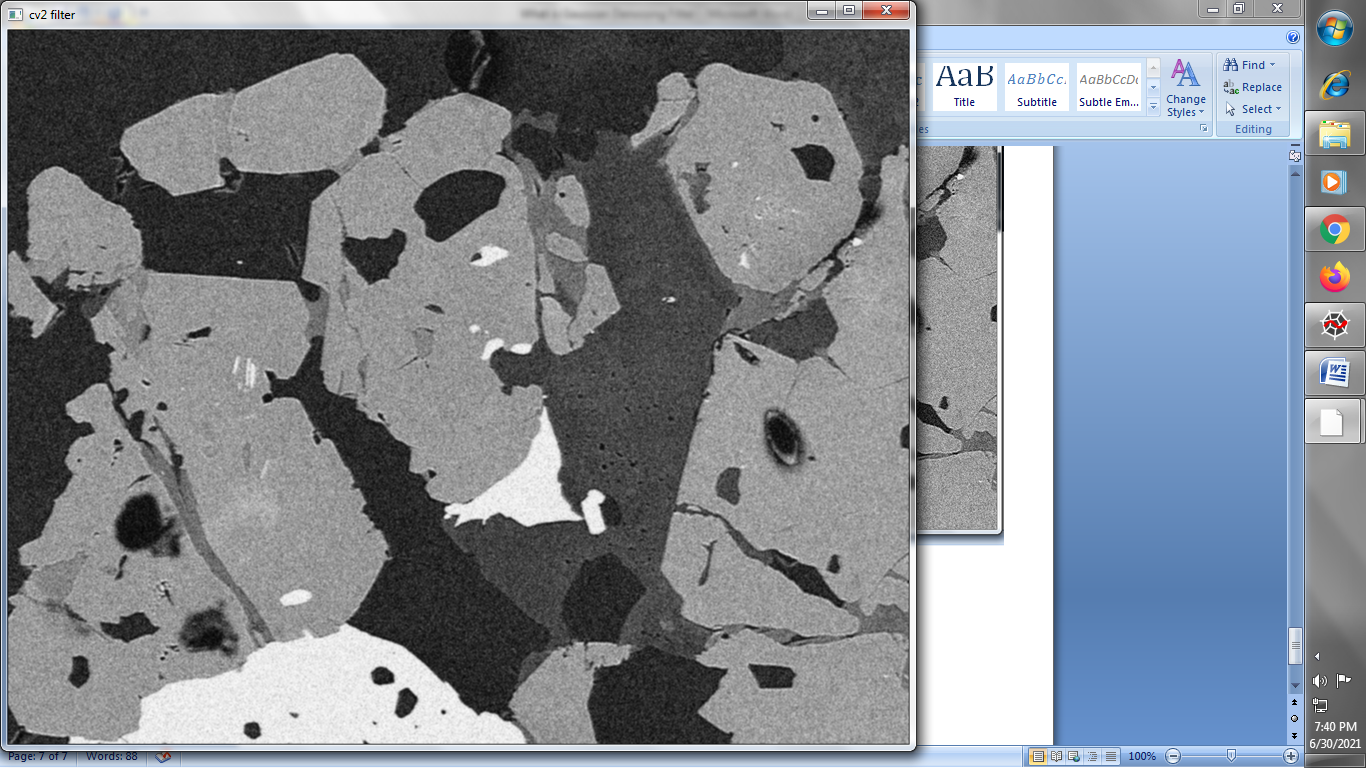 cv2 filter
AaB
AaBbCc.
AaBbCcDc
Title
Subtitle
Subtle Em...
Change
Styles
Find
Replace
Select
Editing
Page: 7 of 7
Words: 88
100%
7:40 PM
6/30/2021